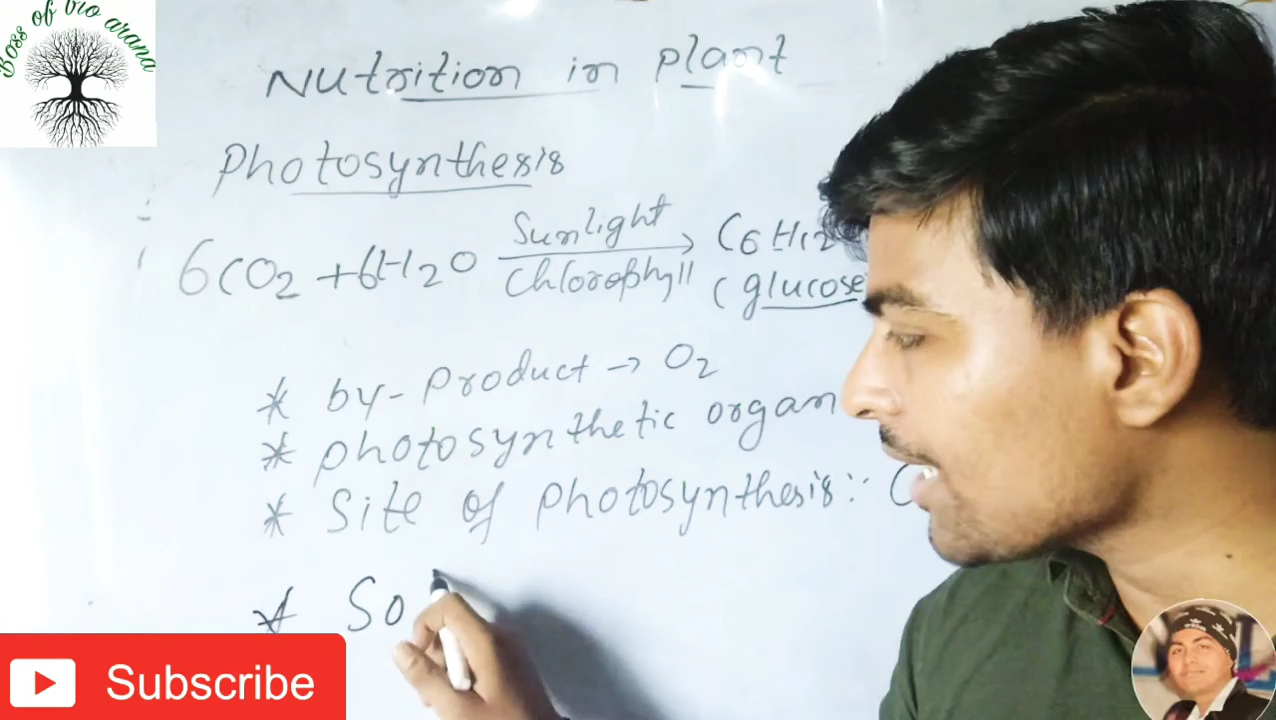 Boss of bio arana
Nutrition in plant
Photosynthesis
Sunlight
6CO2 + 6H2O → C6H12
Chlorophyll (glucose
* by-Product → O2
* photosynthetic organ
* Site of photosynthesis:- C
* So
Subscribe